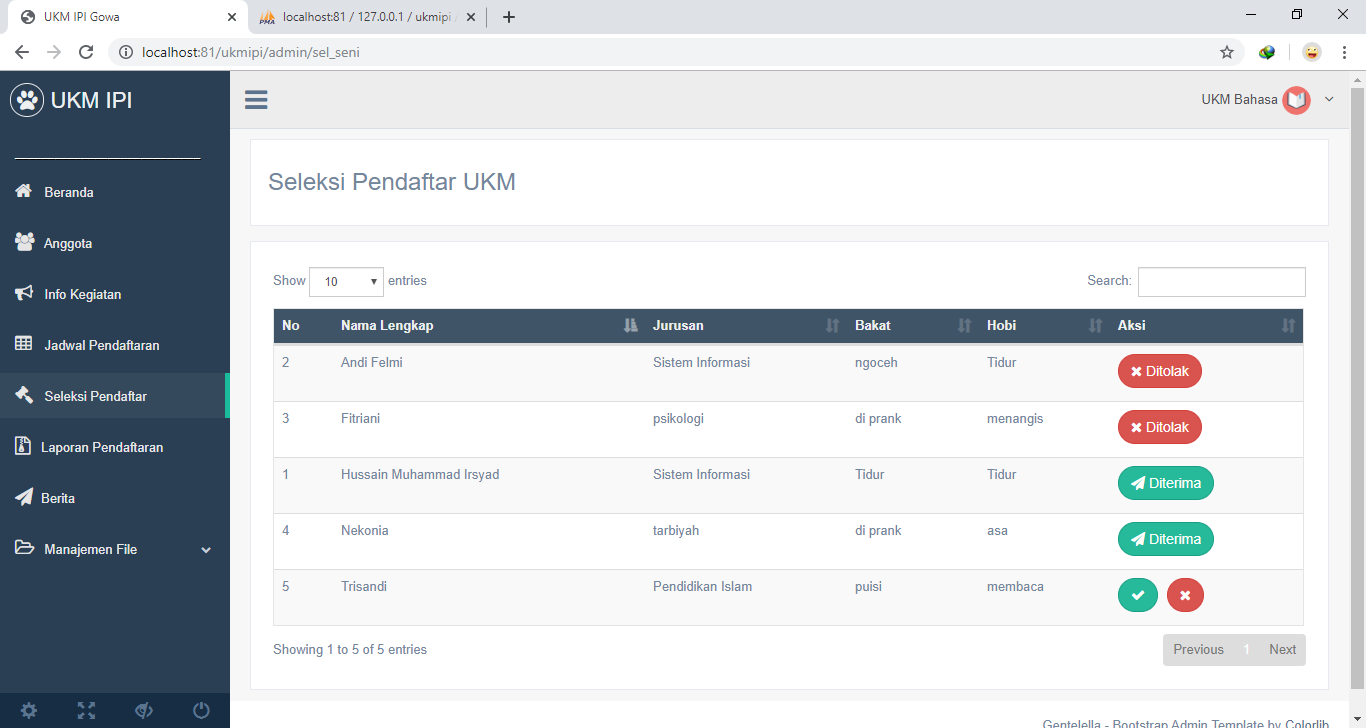 UKM IPI Gowa
localhost:81 / 127.0.0.1 / ukmipi /
localhost:81/ukmipi/admin/sel_seni
UKM IPI
UKM Bahasa
Beranda
Anggota
Info Kegiatan
Jadwal Pendaftaran
Seleksi Pendaftar
Laporan Pendaftaran
Berita
Manajemen File
Seleksi Pendaftar UKM
Show 10 entries Search:
No Nama Lengkap Jurusan Bakat Hobi Aksi
2 Andi Felmi Sistem Informasi ngoceh Tidur Ditolak
3 Fitriani psikologi di prank menangis Ditolak
1 Hussain Muhammad Irsyad Sistem Informasi Tidur Tidur Diterima
4 Nekonia tarbiyah di prank asa Diterima
5 Trisandi Pendidikan Islam puisi membaca
Showing 1 to 5 of 5 entries Previous 1 Next
Gentelella - Bootstrap Admin Template by Colorlib